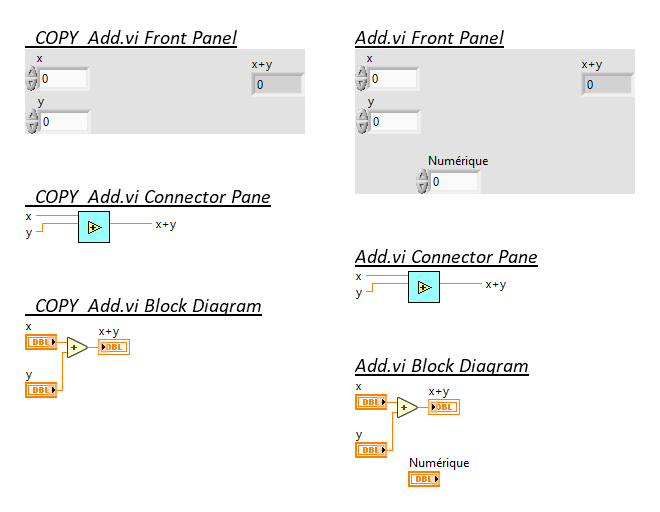 COPY Add.vi Front Panel
x
0
x+y
0
y
0
COPY Add.vi Connector Pane
x
y
x+y
COPY Add.vi Block Diagram
x
DBL
x+y
DBL
y
DBL
Add.vi Front Panel
x
0
x+y
0
y
0
Numérique
0
Add.vi Connector Pane
x
y
x+y
Add.vi Block Diagram
x
DBL
x+y
DBL
y
DBL
Numérique
DBL